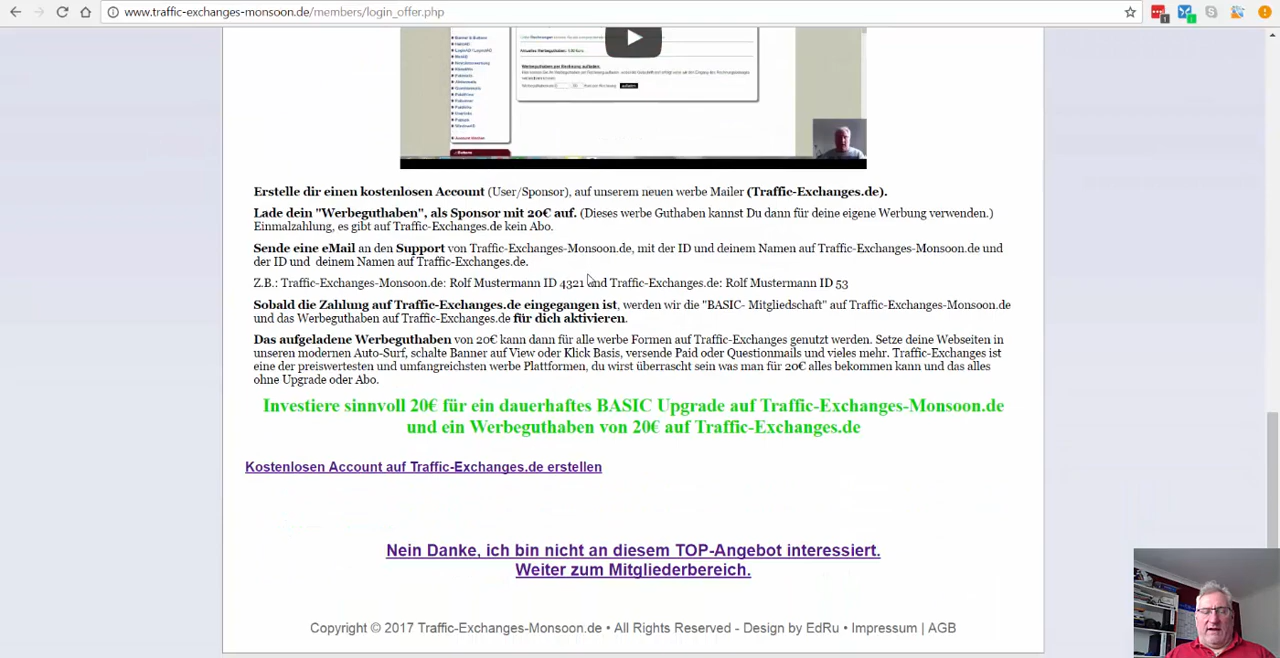 www.traffic-exchanges-monsoon.de/members/login_offer.php
Erstelle dir einen kostenlosen Account (User/Sponsor), auf unserem neuen werbe Mailer (Traffic-Exchanges.de).
Lade dein "Werbeguthaben", als Sponsor mit 20€ auf. (Dieses werbe Guthaben kannst Du dann für deine eigene Werbung verwenden.)
Einmalzahlung, es gibt auf Traffic-Exchanges.de kein Abo.
Sende eine eMail an den Support von Traffic-Exchanges-Monsoon.de, mit der ID und deinem Namen auf Traffic-Exchanges-Monsoon.de und
der ID und deinem Namen auf Traffic-Exchanges.de.
Z.B.: Traffic-Exchanges-Monsoon.de: Rolf Mustermann ID 4321 und Traffic-Exchanges.de: Rolf Mustermann ID 53
Sobald die Zahlung auf Traffic-Exchanges.de eingegangen ist, werden wir die "BASIC- Mitgliedschaft" auf Traffic-Exchanges-Monsoon.de
und das Werbeguthaben auf Traffic-Exchanges.de für dich aktivieren.
Das aufgeladene Werbeguthaben von 20€ kann dann für alle werbe Formen auf Traffic-Exchanges genutzt werden. Setze deine Webseiten in
unseren modernen Auto-Surf, schalte Banner auf View oder Klick Basis, versende Paid oder Questionmails und vieles mehr. Traffic-Exchanges ist
eine der preiswertesten und umfangreichsten werbe Plattformen, du wirst überrascht sein was man für 20€ alles bekommen kann und das alles
ohne Upgrade oder Abo.
Investiere sinnvoll 20€ für ein dauerhaftes BASIC Upgrade auf Traffic-Exchanges-Monsoon.de
und ein Werbeguthaben von 20€ auf Traffic-Exchanges.de
Kostenlosen Account auf Traffic-Exchanges.de erstellen
Nein Danke, ich bin nicht an diesem TOP-Angebot interessiert.
Weiter zum Mitgliederbereich.
Copyright © 2017 Traffic-Exchanges-Monsoon.de • All Rights Reserved - Design by EdRu • Impressum | AGB